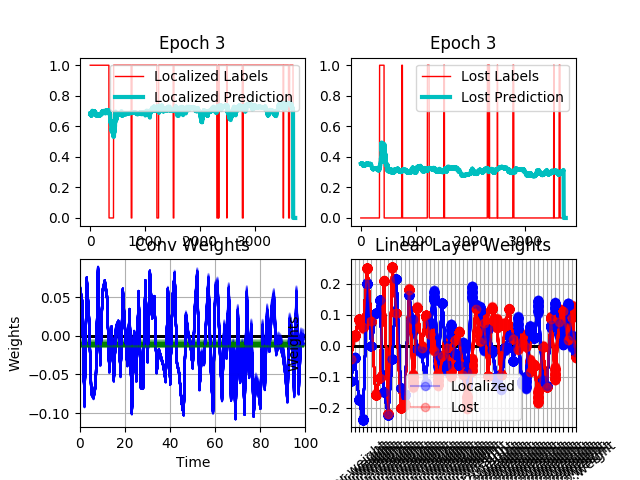 Epoch 3
1.0
0.8
0.6
0.4
0.2
0.0
Localized Labels
Localized Prediction
0
1000
2000
3000
Epoch 3
1.0
0.8
0.6
0.4
0.2
0.0
Lost Labels
Lost Prediction
0
1000
2000
3000
Conv Weights
Weights
0.05
0.00
−0.05
−0.10
0 20 40 60 80 100
Time
Linear Layer Weights
Weights
0.2
0.1
0.0
−0.1
−0.2
Localized
Lost